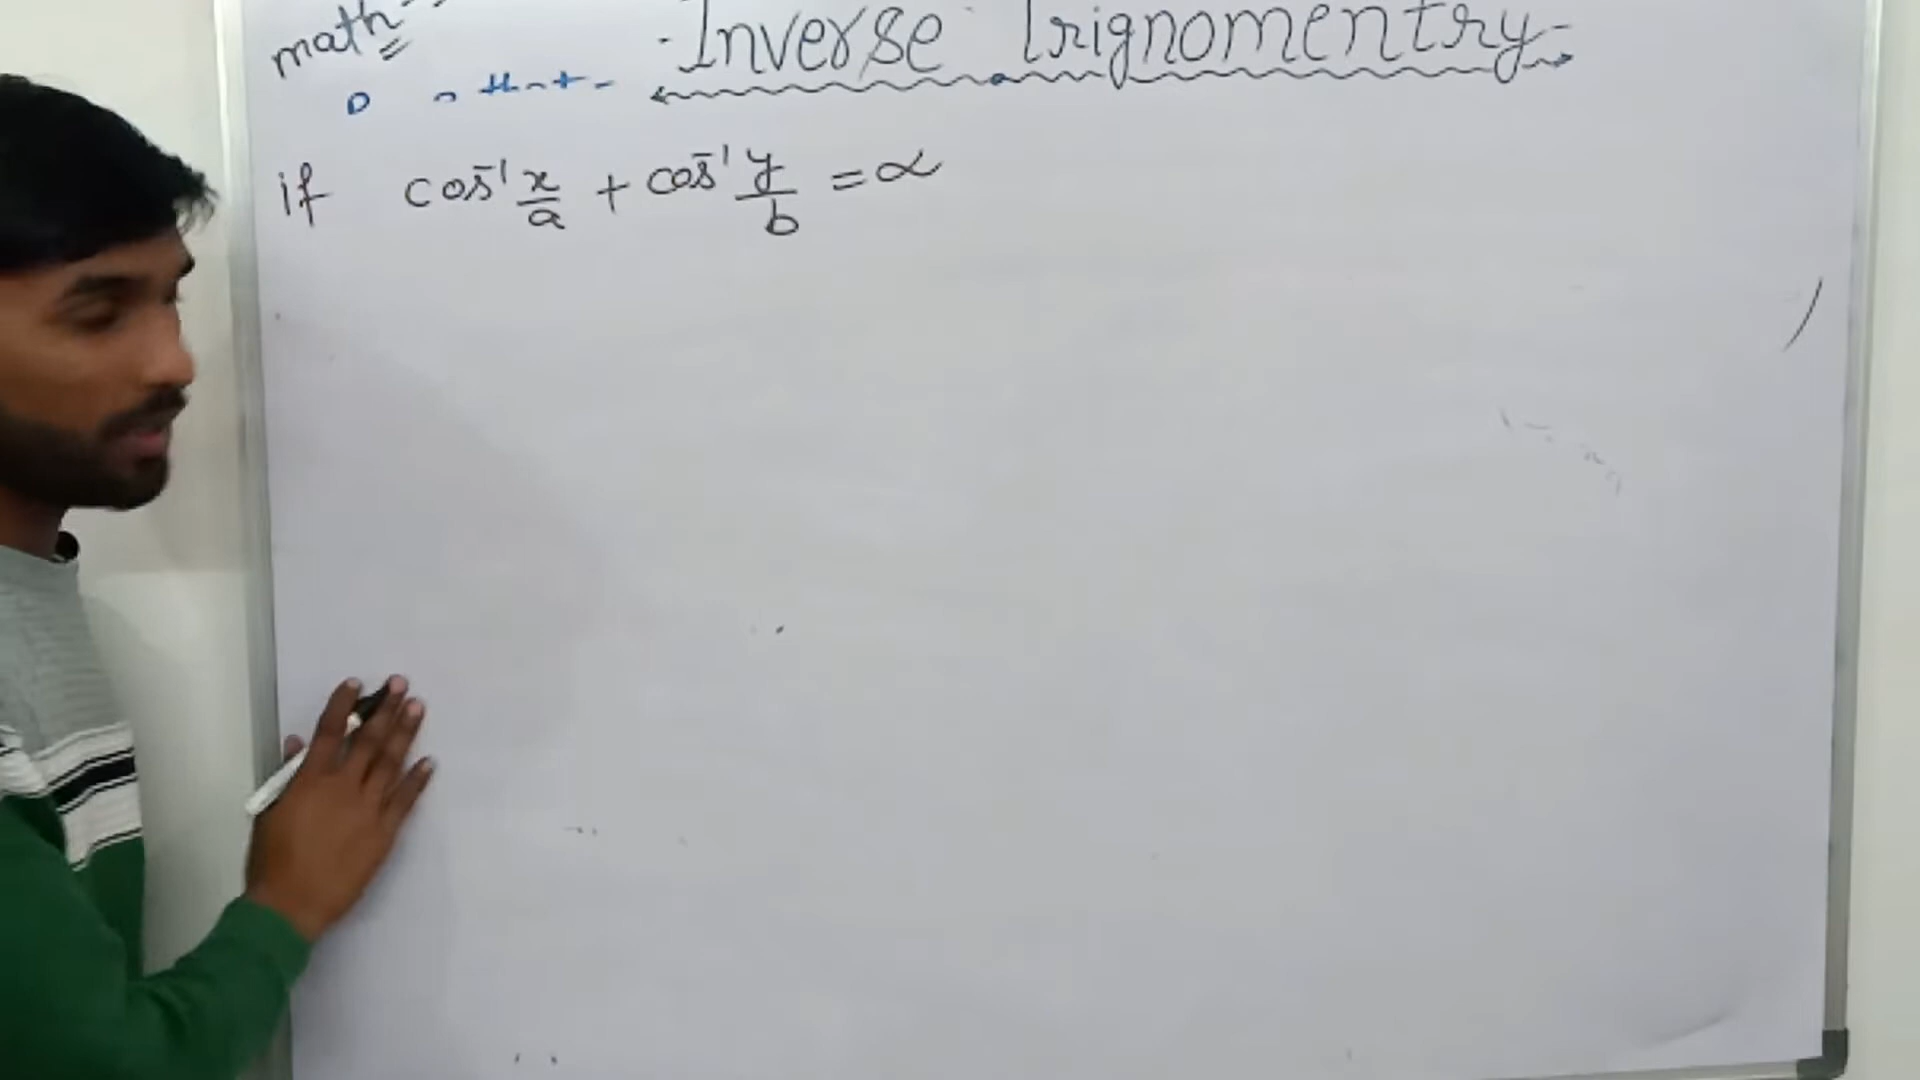 math
Inverse Trignomentry
if cos⁻¹ x/a + cos⁻¹ y/b = α